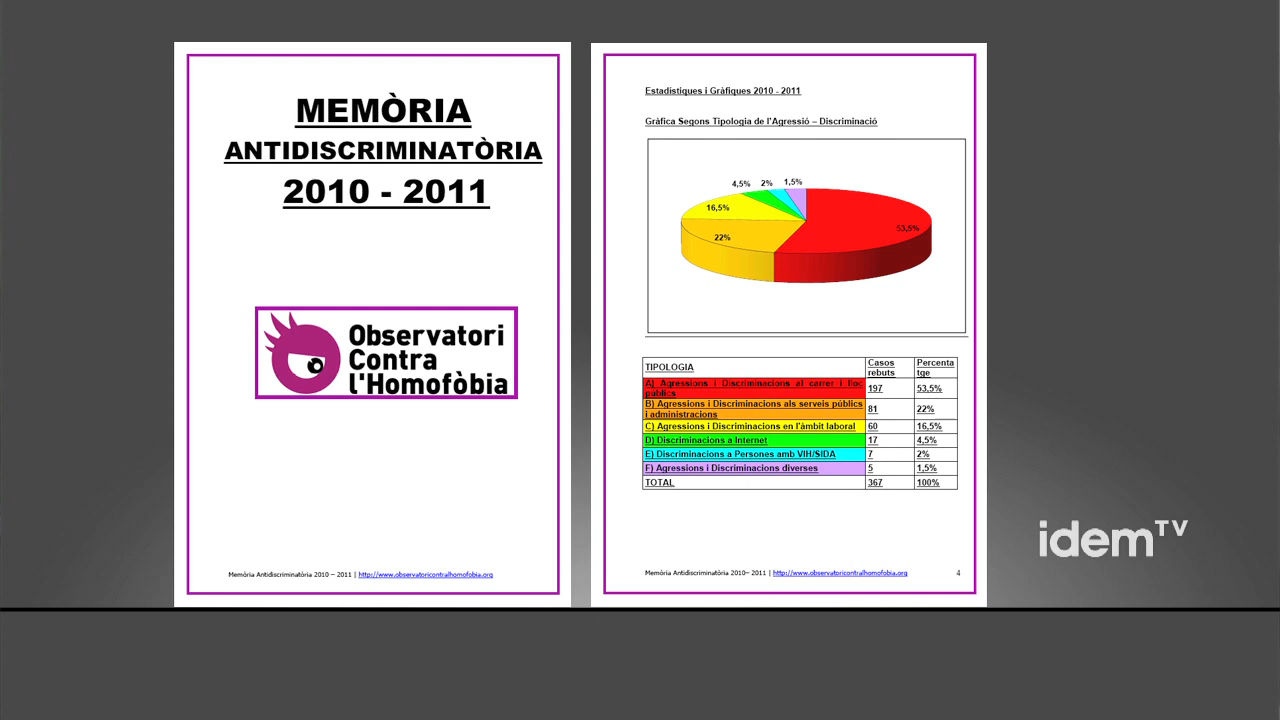 MEMÒRIA
ANTIDISCRIMINATÒRIA
2010 - 2011
Observatori
Contra
l'Homofòbia
Memòria Antidiscriminatòria 2010 – 2011 | http://www.observatoricontralhomofobia.org
Estadístiques i Gràfiques 2010 - 2011
Gràfica Segons Tipologia de l'Agressió – Discriminació
4,5% 2% 1,5%
16,5%
53,5%
22%
TIPOLOGIA Casos rebuts Percentatge
A) Agressions i Discriminacions al carrer i lloc públics 197 53,5%
B) Agressions i Discriminacions als serveis públics i administracions 81 22%
C) Agressions i Discriminacions en l'àmbit laboral 60 16,5%
D) Discriminacions a Internet 17 4,5%
E) Discriminacions a Persones amb VIH/SIDA 7 2%
F) Agressions i Discriminacions diverses 5 1,5%
TOTAL 367 100%
Memòria Antidiscriminatòria 2010– 2011 | http://www.observatoricontralhomofobia.org 4
idemTV